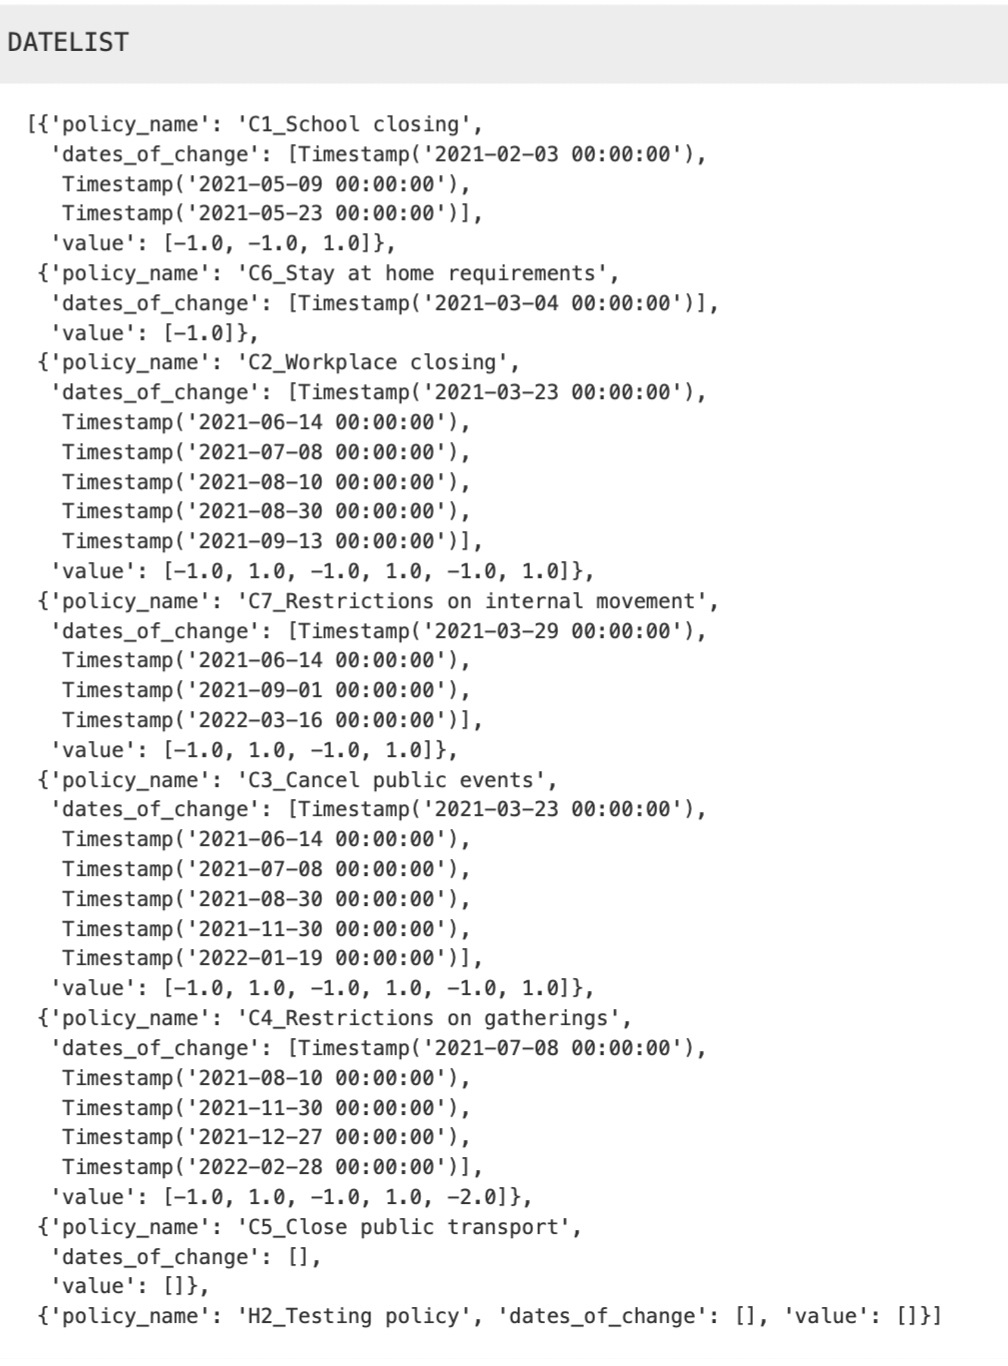 DATELIST
[{'policy_name': 'C1_School closing',
'dates_of_change': [Timestamp('2021-02-03 00:00:00'),
Timestamp('2021-05-09 00:00:00'),
Timestamp('2021-05-23 00:00:00')],
'value': [-1.0, -1.0, 1.0]},
{'policy_name': 'C6_Stay at home requirements',
'dates_of_change': [Timestamp('2021-03-04 00:00:00')],
'value': [-1.0]},
{'policy_name': 'C2_Workplace closing',
'dates_of_change': [Timestamp('2021-03-23 00:00:00'),
Timestamp('2021-06-14 00:00:00'),
Timestamp('2021-07-08 00:00:00'),
Timestamp('2021-08-10 00:00:00'),
Timestamp('2021-08-30 00:00:00'),
Timestamp('2021-09-13 00:00:00')],
'value': [-1.0, 1.0, -1.0, 1.0, -1.0, 1.0]},
{'policy_name': 'C7_Restrictions on internal movement',
'dates_of_change': [Timestamp('2021-03-29 00:00:00'),
Timestamp('2021-06-14 00:00:00'),
Timestamp('2021-09-01 00:00:00'),
Timestamp('2022-03-16 00:00:00')],
'value': [-1.0, 1.0, -1.0, 1.0]},
{'policy_name': 'C3_Cancel public events',
'dates_of_change': [Timestamp('2021-03-23 00:00:00'),
Timestamp('2021-06-14 00:00:00'),
Timestamp('2021-07-08 00:00:00'),
Timestamp('2021-08-30 00:00:00'),
Timestamp('2021-11-30 00:00:00'),
Timestamp('2022-01-19 00:00:00')],
'value': [-1.0, 1.0, -1.0, 1.0, -1.0, 1.0]},
{'policy_name': 'C4_Restrictions on gatherings',
'dates_of_change': [Timestamp('2021-07-08 00:00:00'),
Timestamp('2021-08-10 00:00:00'),
Timestamp('2021-11-30 00:00:00'),
Timestamp('2021-12-27 00:00:00'),
Timestamp('2022-02-28 00:00:00')],
'value': [-1.0, 1.0, -1.0, 1.0, -2.0]},
{'policy_name': 'C5_Close public transport',
'dates_of_change': [],
'value': []},
{'policy_name': 'H2_Testing policy', 'dates_of_change': [], 'value': []}]